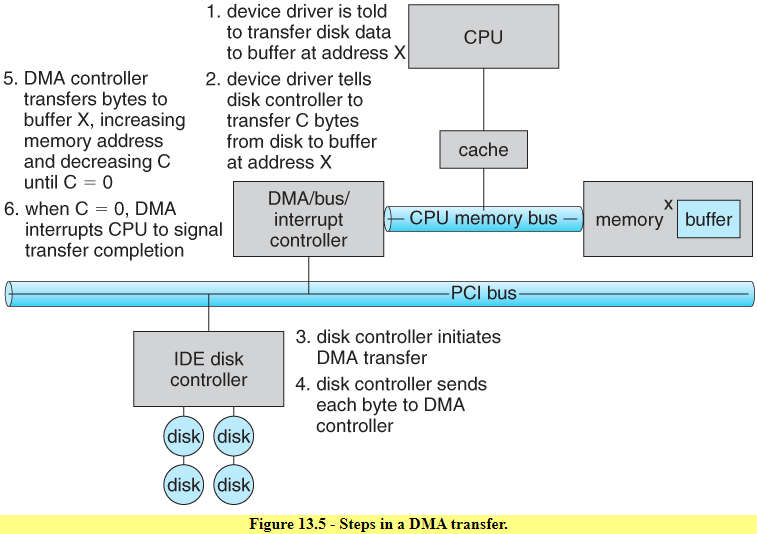 1. device driver is told
to transfer disk data
to buffer at address X
2. device driver tells
disk controller to
transfer C bytes
from disk to buffer
at address X
5. DMA controller
transfers bytes to
buffer X, increasing
memory address
and decreasing C
until C = 0
6. when C = 0, DMA
interrupts CPU to signal
transfer completion
CPU
cache
DMA/bus/
interrupt
controller
CPU memory bus
memory
X
buffer
PCI bus
IDE disk
controller
3. disk controller initiates
DMA transfer
4. disk controller sends
each byte to DMA
controller
disk
disk
disk
disk
Figure 13.5 - Steps in a DMA transfer.